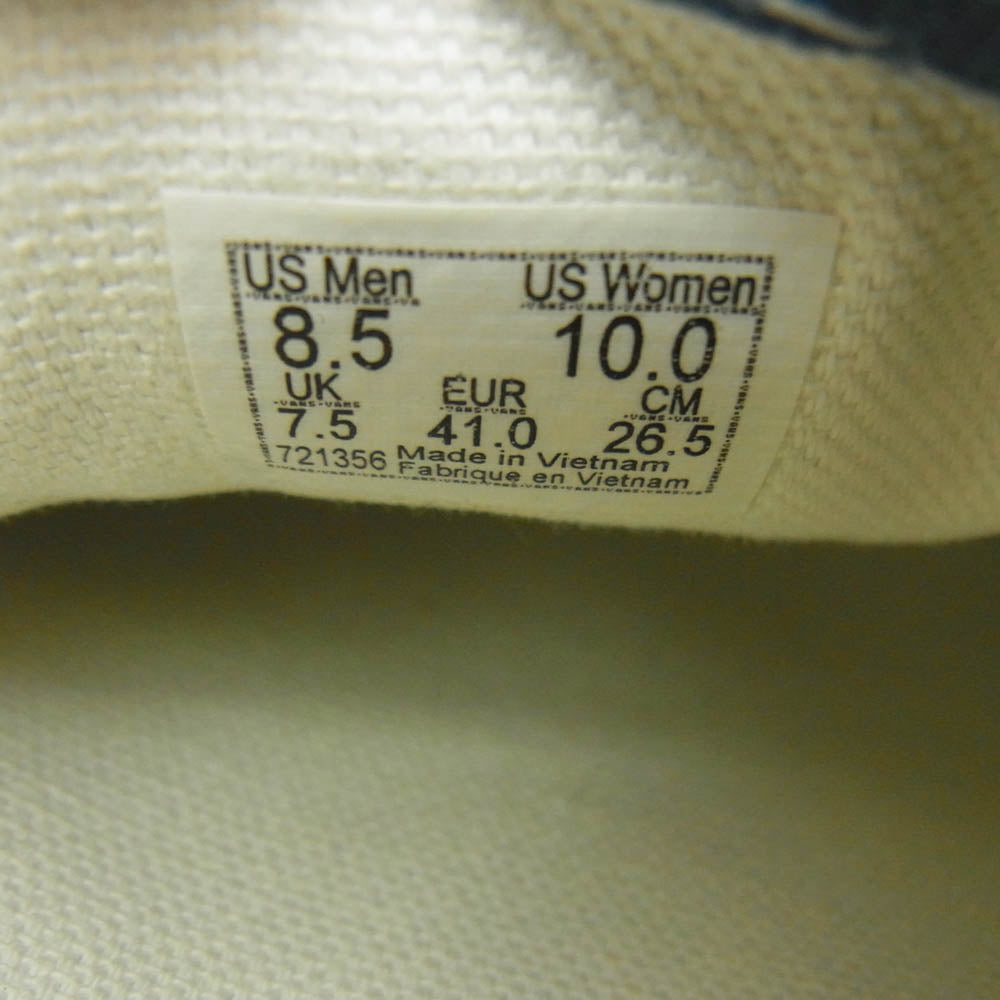 US Men US Women
8.5 10.0
UK EUR CM
7.5 41.0 26.5
721356 Made in Vietnam
Fabrique en Vietnam